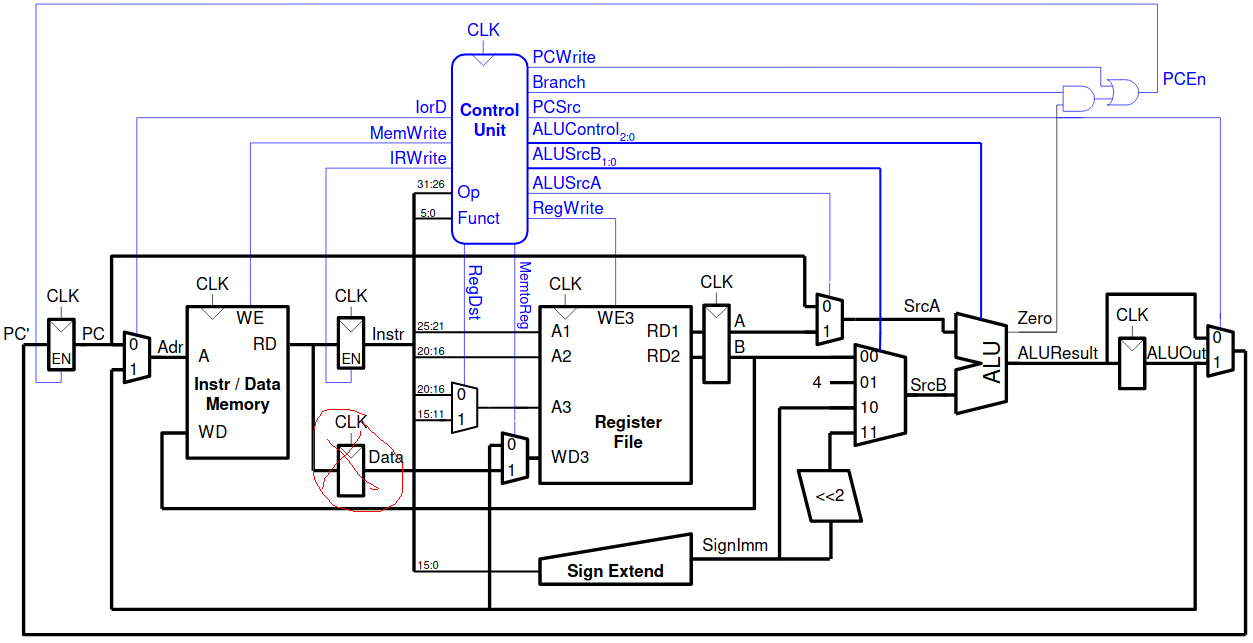 CLK
PCWrite
Branch
PCEn
IorD
Control
Unit
PCSrc
MemWrite
ALUControl2:0
IRWrite
ALUSrcB1:0
31:26
Op
ALUSrcA
5:0
Funct
RegWrite
RegDst
MemtoReg
CLK
CLK
CLK
CLK
CLK
CLK
PC'
PC
EN
0
1
Adr
WE
A
RD
Instr / Data
Memory
WD
EN
Instr
25:21
20:16
20:16
15:11
0
1
A1
A2
A3
WD3
WE3
RD1
RD2
Register
File
A
B
0
1
SrcA
00
4
01
10
11
SrcB
ALU
Zero
ALUResult
ALUOut
0
1
CLK
Data
0
1
<<2
15:0
Sign Extend
SignImm